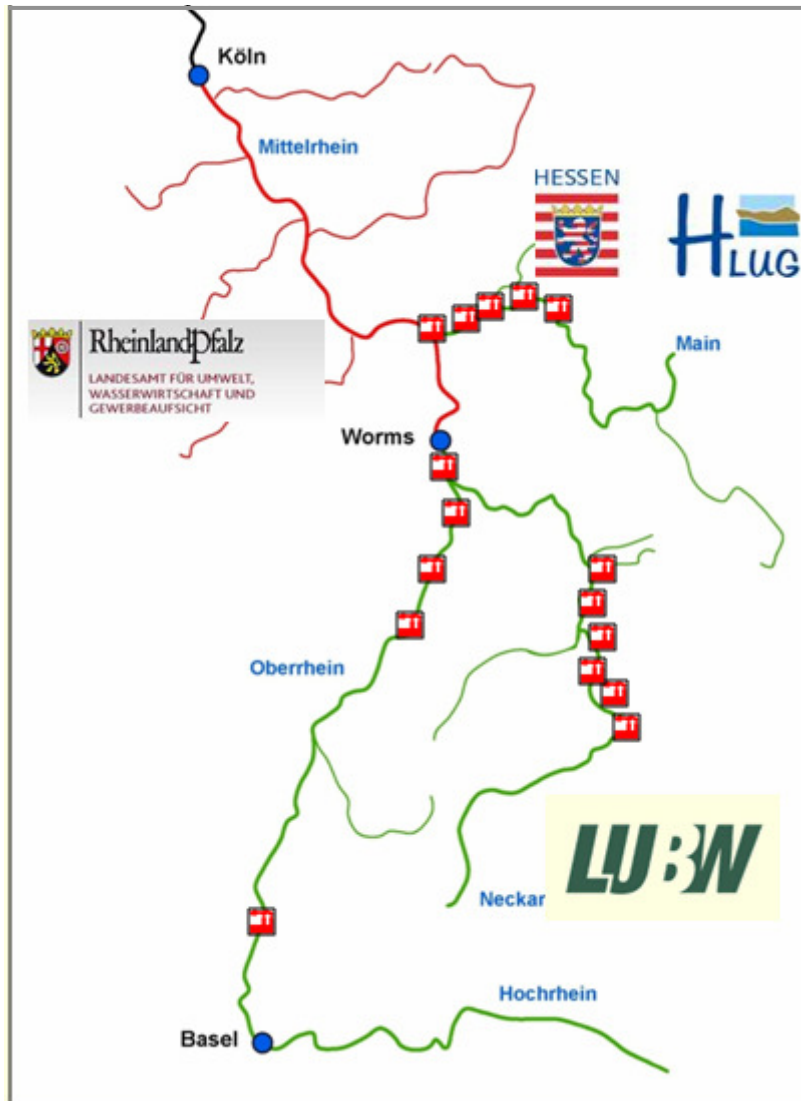 Köln
Mittelrhein
HESSEN
HLUG
RheinlandPfalz
LANDESAMT FÜR UMWELT,
WASSERWIRTSCHAFT UND
GEWERBEAUFSICHT
Main
Worms
Oberrhein
LUBW
Neckar
Hochrhein
Basel